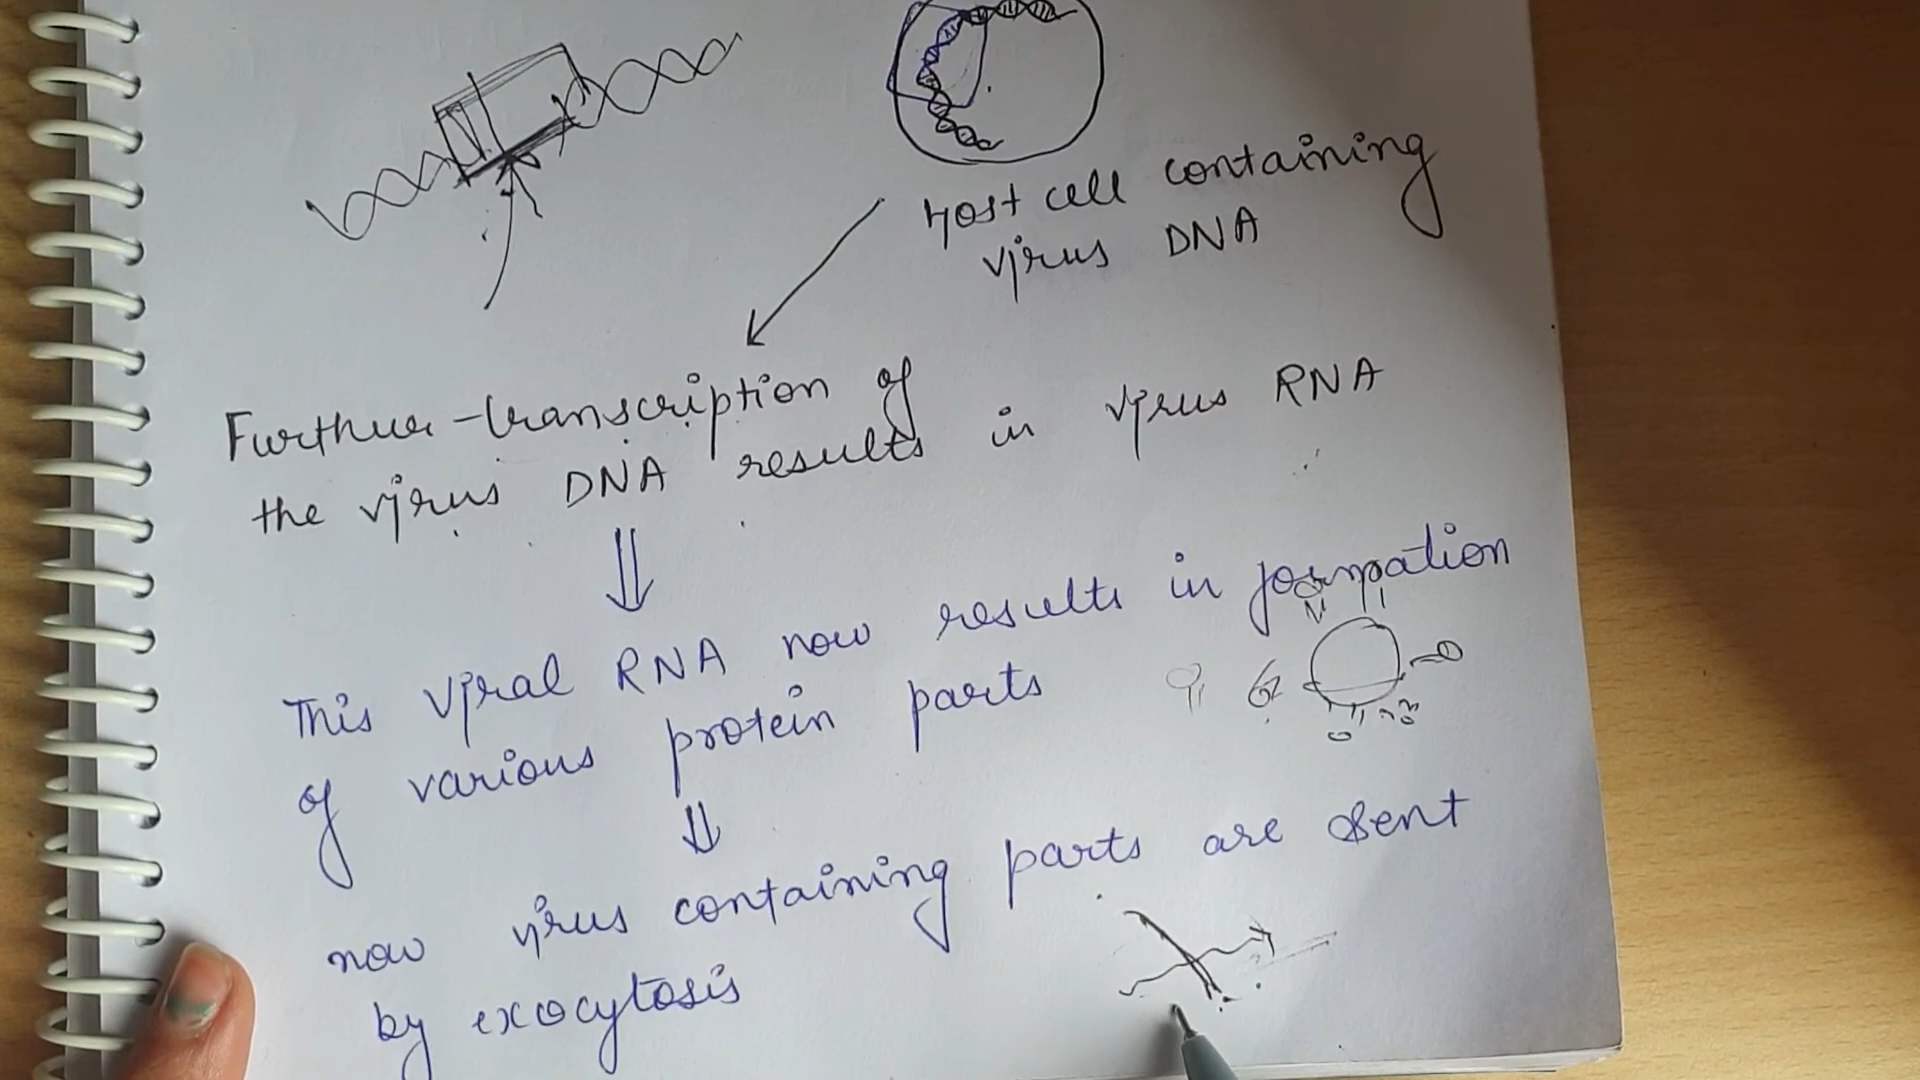 Host cell containing
virus DNA
Further transcription of
the virus DNA results in virus RNA
This viral RNA now results in formation
of various protein parts
now virus containing parts are sent
by exocytosis